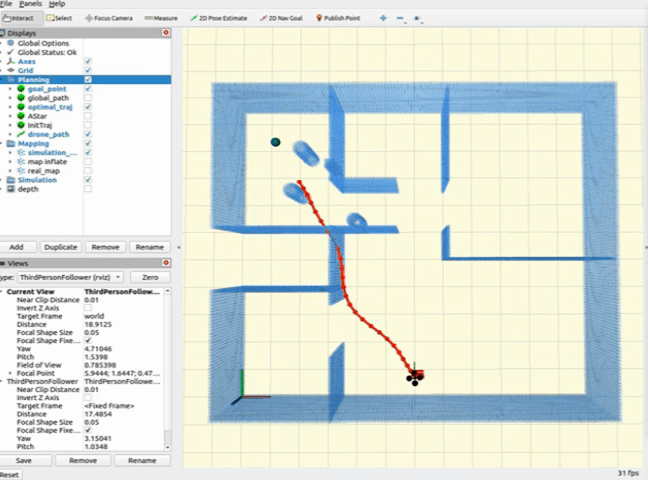 File Panels Help
Interact Select Focus Camera Measure 2D Pose Estimate 2D Nav Goal Publish Point
Displays
Global Options
Global Status: Ok
Axes
Grid
Planning
goal_point
global_path
optimal_traj
AStar
InitTraj
drone_path
Mapping
simulation_...
map inflate
real_map
Simulation
depth
Add Duplicate Remove Rename
Views
Type: ThirdPersonFollower (rviz) Zero
Current View ThirdPersonFollow...
Near Clip Distance 0.01
Invert Z Axis
Target Frame world
Distance 18.9125
Focal Shape Size 0.05
Focal Shape Fixe...
Yaw 4.71046
Pitch 1.5398
Field of View 0.785398
Focal Point 5.9444; 1.6447; 0.47...
ThirdPersonFollower ThirdPersonFollowe...
Near Clip Distance 0.01
Invert Z Axis
Target Frame <Fixed Frame>
Distance 17.4854
Focal Shape Size 0.05
Focal Shape Fixe...
Yaw 3.15041
Pitch 1.0348
Save Remove Rename
Reset 31 fps